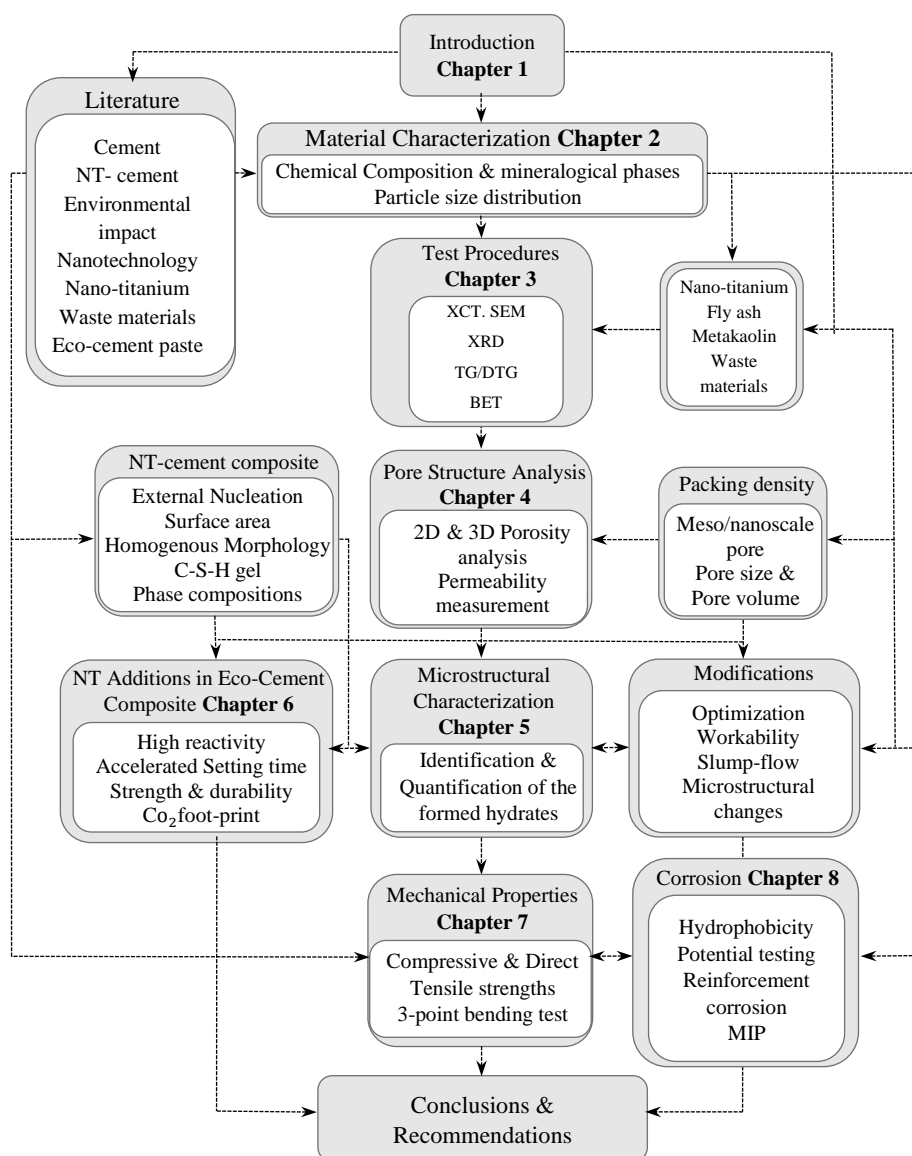 Introduction
Chapter 1
Literature
Cement
NT- cement
Environmental
impact
Nanotechnology
Nano-titanium
Waste materials
Eco-cement paste
Material Characterization Chapter 2
Chemical Composition & mineralogical phases
Particle size distribution
Test Procedures
Chapter 3
XCT. SEM
XRD
TG/DTG
BET
Nano-titanium
Fly ash
Metakaolin
Waste
materials
NT-cement composite
External Nucleation
Surface area
Homogenous Morphology
C-S-H gel
Phase compositions
Pore Structure Analysis
Chapter 4
2D & 3D Porosity
analysis
Permeability
measurement
Packing density
Meso/nanoscale
pore
Pore size &
Pore volume
NT Additions in Eco-Cement
Composite Chapter 6
High reactivity
Accelerated Setting time
Strength & durability
Co₂foot-print
Microstructural
Characterization
Chapter 5
Identification &
Quantification of the
formed hydrates
Modifications
Optimization
Workability
Slump-flow
Microstructural
changes
Mechanical Properties
Chapter 7
Compressive & Direct
Tensile strengths
3-point bending test
Corrosion Chapter 8
Hydrophobicity
Potential testing
Reinforcement
corrosion
MIP
Conclusions &
Recommendations